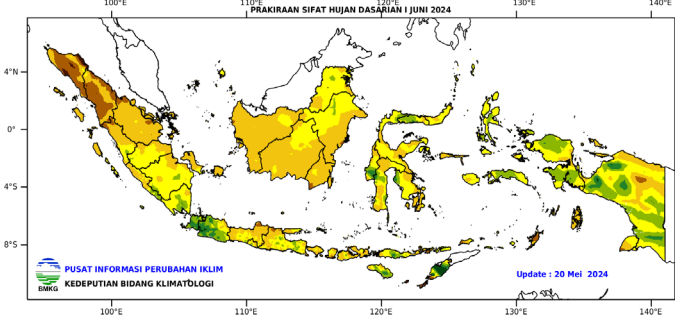 100°E 110°E 120°E 130°E 140°E
PRAKIRAAN SIFAT HUJAN DASARIAN I JUNI 2024
4°N
0°
4°S
8°S
PUSAT INFORMASI PERUBAHAN IKLIM
KEDEPUTIAN BIDANG KLIMATOLOGI
BMKG
Update : 20 Mei 2024
100°E 110°E 120°E 130°E 140°E